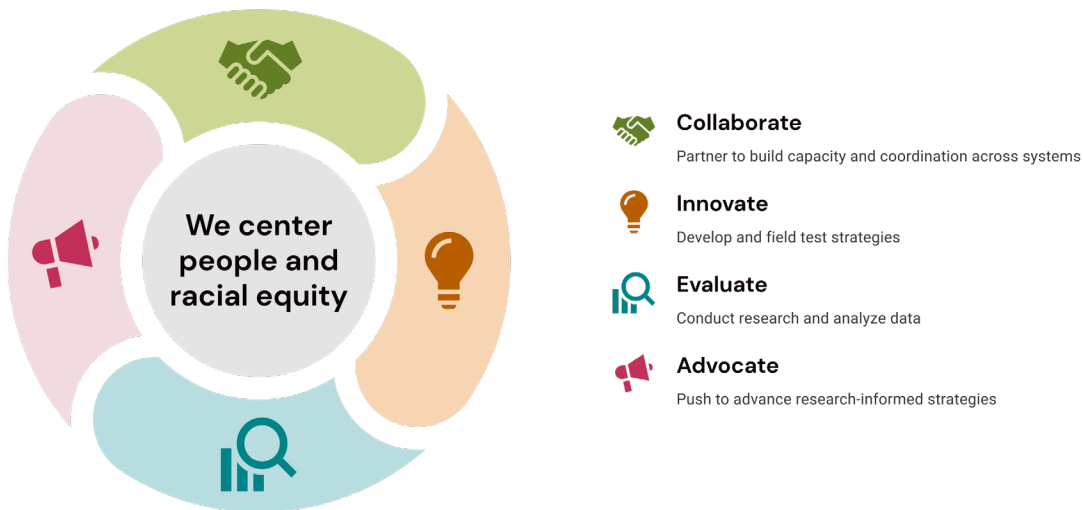 We center
people and
racial equity
Collaborate
Partner to build capacity and coordination across systems
Innovate
Develop and field test strategies
Evaluate
Conduct research and analyze data
Advocate
Push to advance research-informed strategies